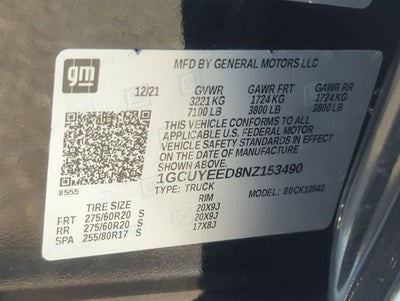 gm
MFD BY GENERAL MOTORS LLC
12/21 GVWR GAWR FRT GAWR RR
3221 KG 1724 KG 1724 KG
7100 LB 3800 LB 3800 LB
THIS VEHICLE CONFORMS TO ALL APPLICABLE
U.S. FEDERAL MOTOR
VEHICLE SAFETY STANDARDS IN EFFECT
ON THE DATE OF MANUFACTURE SHOWN ABOVE.
1GCUYEED8NZ153490
8555 TYPE: TRUCK MODEL: 80CK10543
TIRE SIZE RIM
FRT 275/60R20 S 20X9J
RR 275/60R20 S 20X9J
SPA 255/80R17 S 17X8J